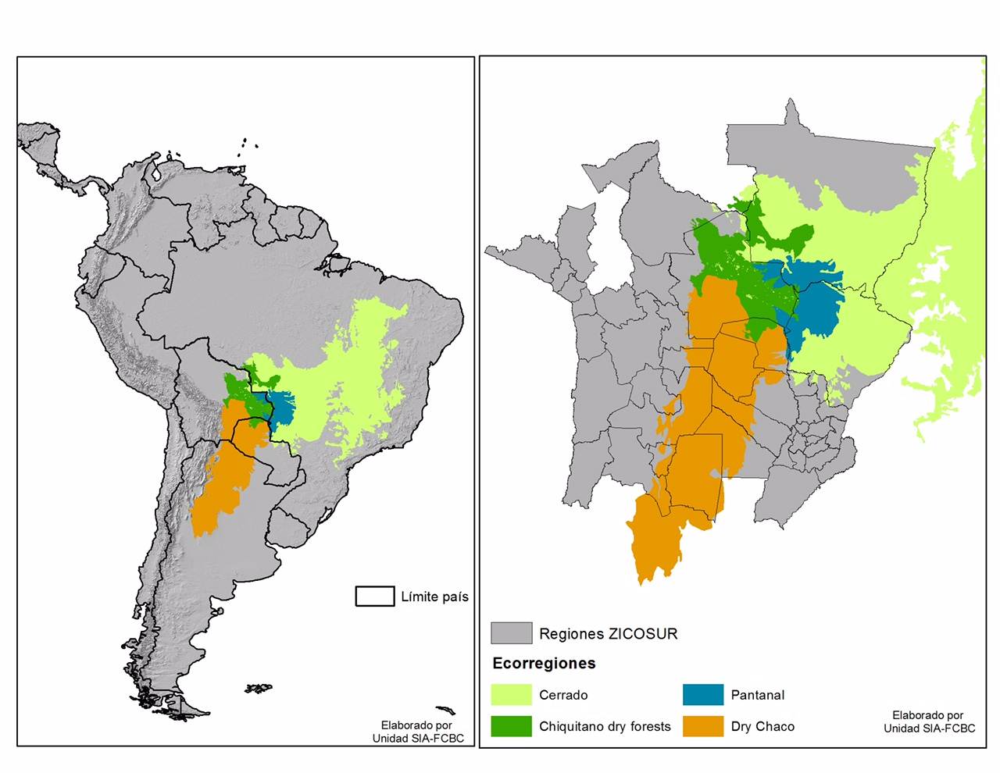 Límite país
Elaborado por
Unidad SIA-FCBC
Regiones ZICOSUR
Ecorregiones
Cerrado
Pantanal
Chiquitano dry forests
Dry Chaco
Elaborado por
Unidad SIA-FCBC